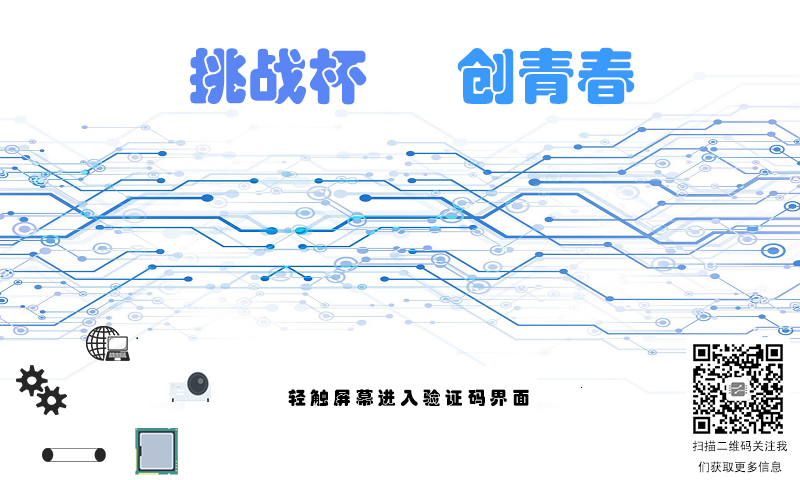 挑战杯 创青春
轻触屏幕进入验证码界面
扫描二维码关注我
们获取更多信息